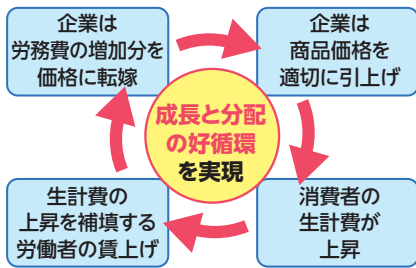 企業は
労務費の増加分を
価格に転嫁
企業は
商品価格を
適切に引上げ
成長と分配
の好循環
を実現
生計費の
上昇を補填する
労働者の賃上げ
消費者の
生計費が
上昇